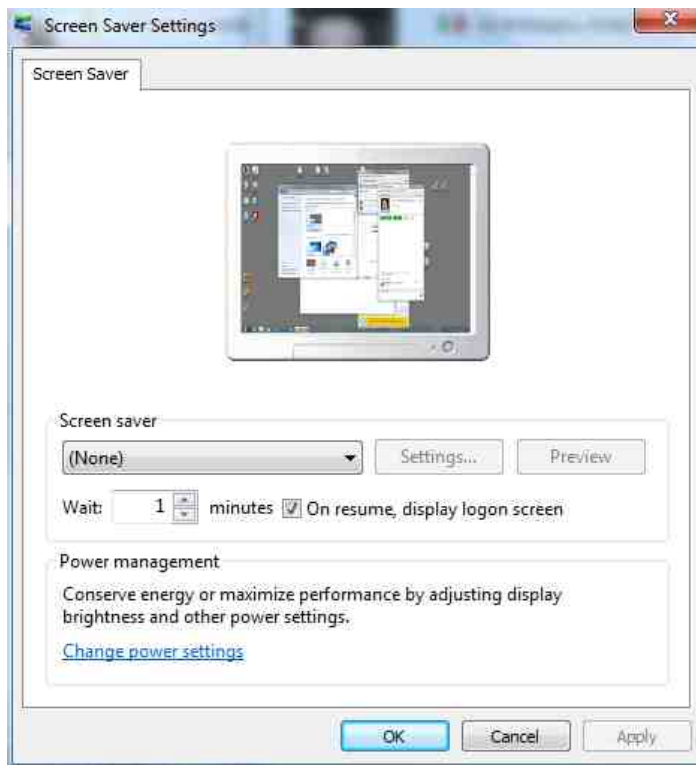 Screen Saver Settings
Screen Saver
Screen saver
(None)
Settings...
Preview
Wait: 1 minutes On resume, display logon screen
Power management
Conserve energy or maximize performance by adjusting display
brightness and other power settings.
Change power settings
OK
Cancel
Apply